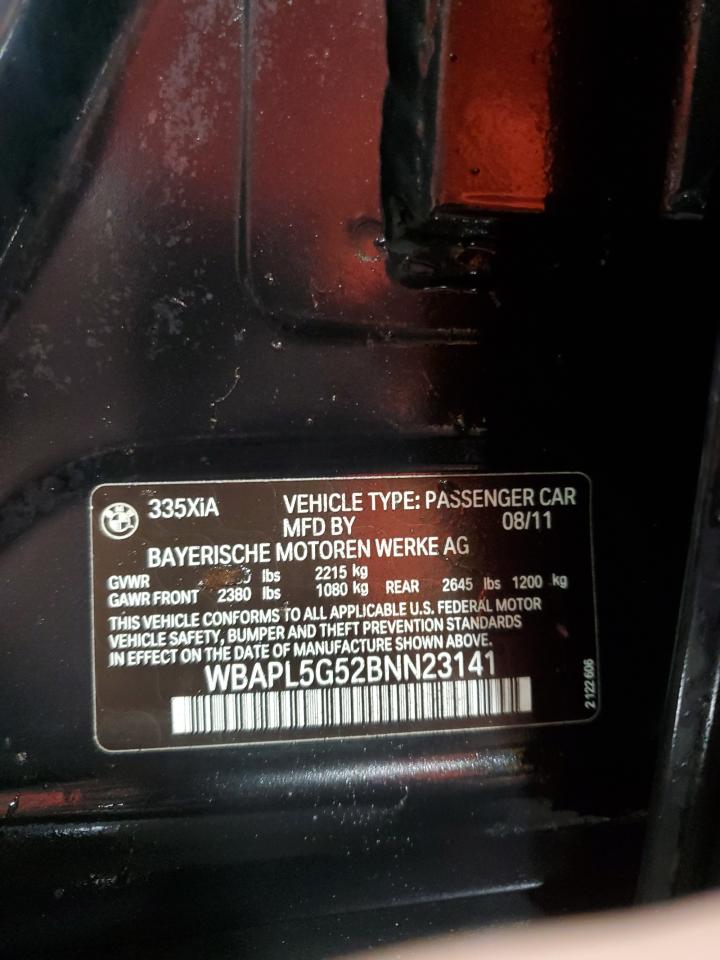 335XiA VEHICLE TYPE: PASSENGER CAR
MFD BY 08/11
BAYERISCHE MOTOREN WERKE AG
GVWR lbs 2215 kg
GAWR FRONT 2380 lbs 1080 kg REAR 2645 lbs 1200 kg
THIS VEHICLE CONFORMS TO ALL APPLICABLE U.S. FEDERAL MOTOR
VEHICLE SAFETY, BUMPER AND THEFT PREVENTION STANDARDS
IN EFFECT ON THE DATE OF MANUFACTURE SHOWN ABOVE.
WBAPL5G52BNN23141
2 122 606